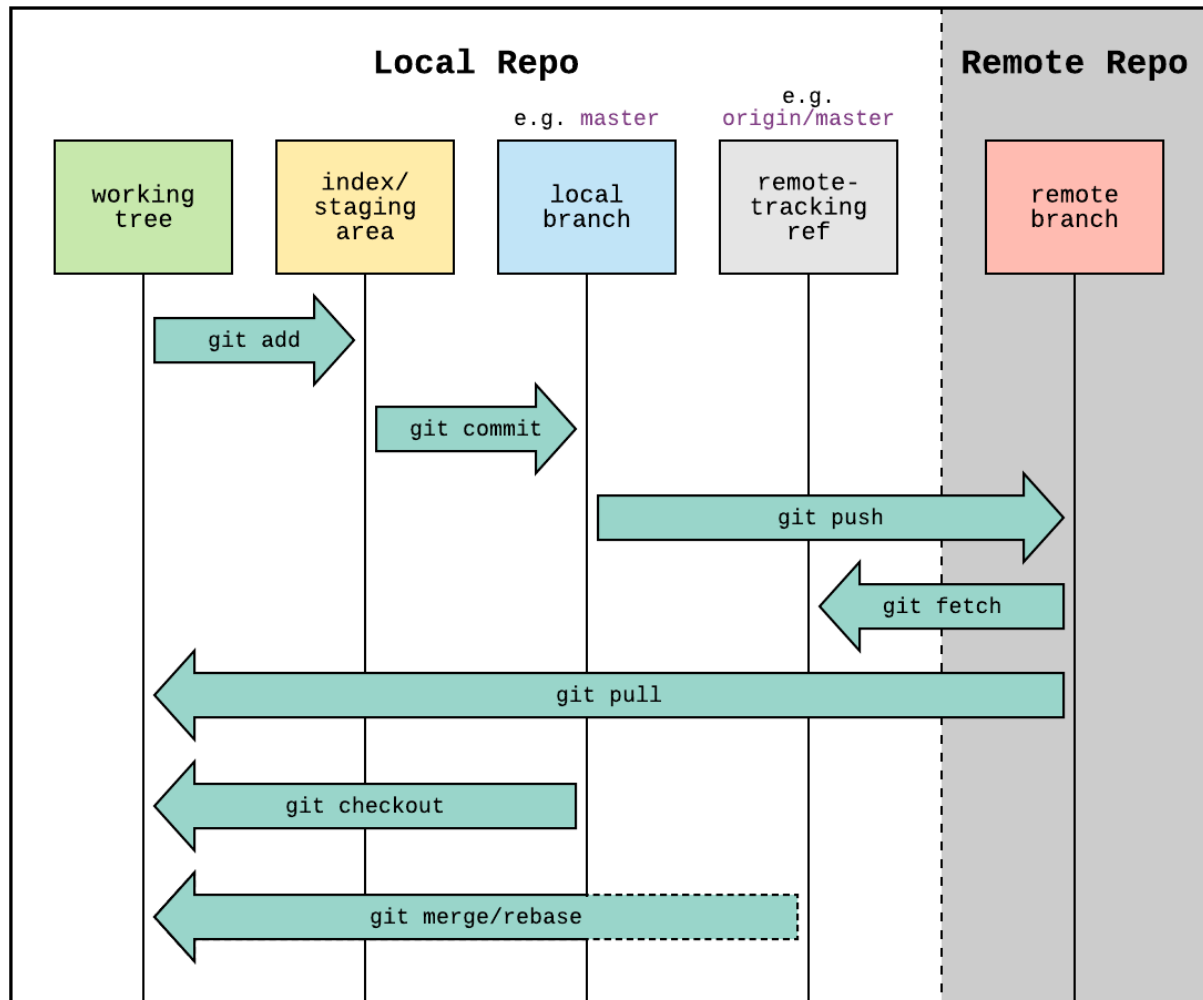 Local Repo
Remote Repo
e.g. master
e.g.
origin/master
working
tree
index/
staging
area
local
branch
remote-
tracking
ref
remote
branch
git add
git commit
git push
git fetch
git pull
git checkout
git merge/rebase